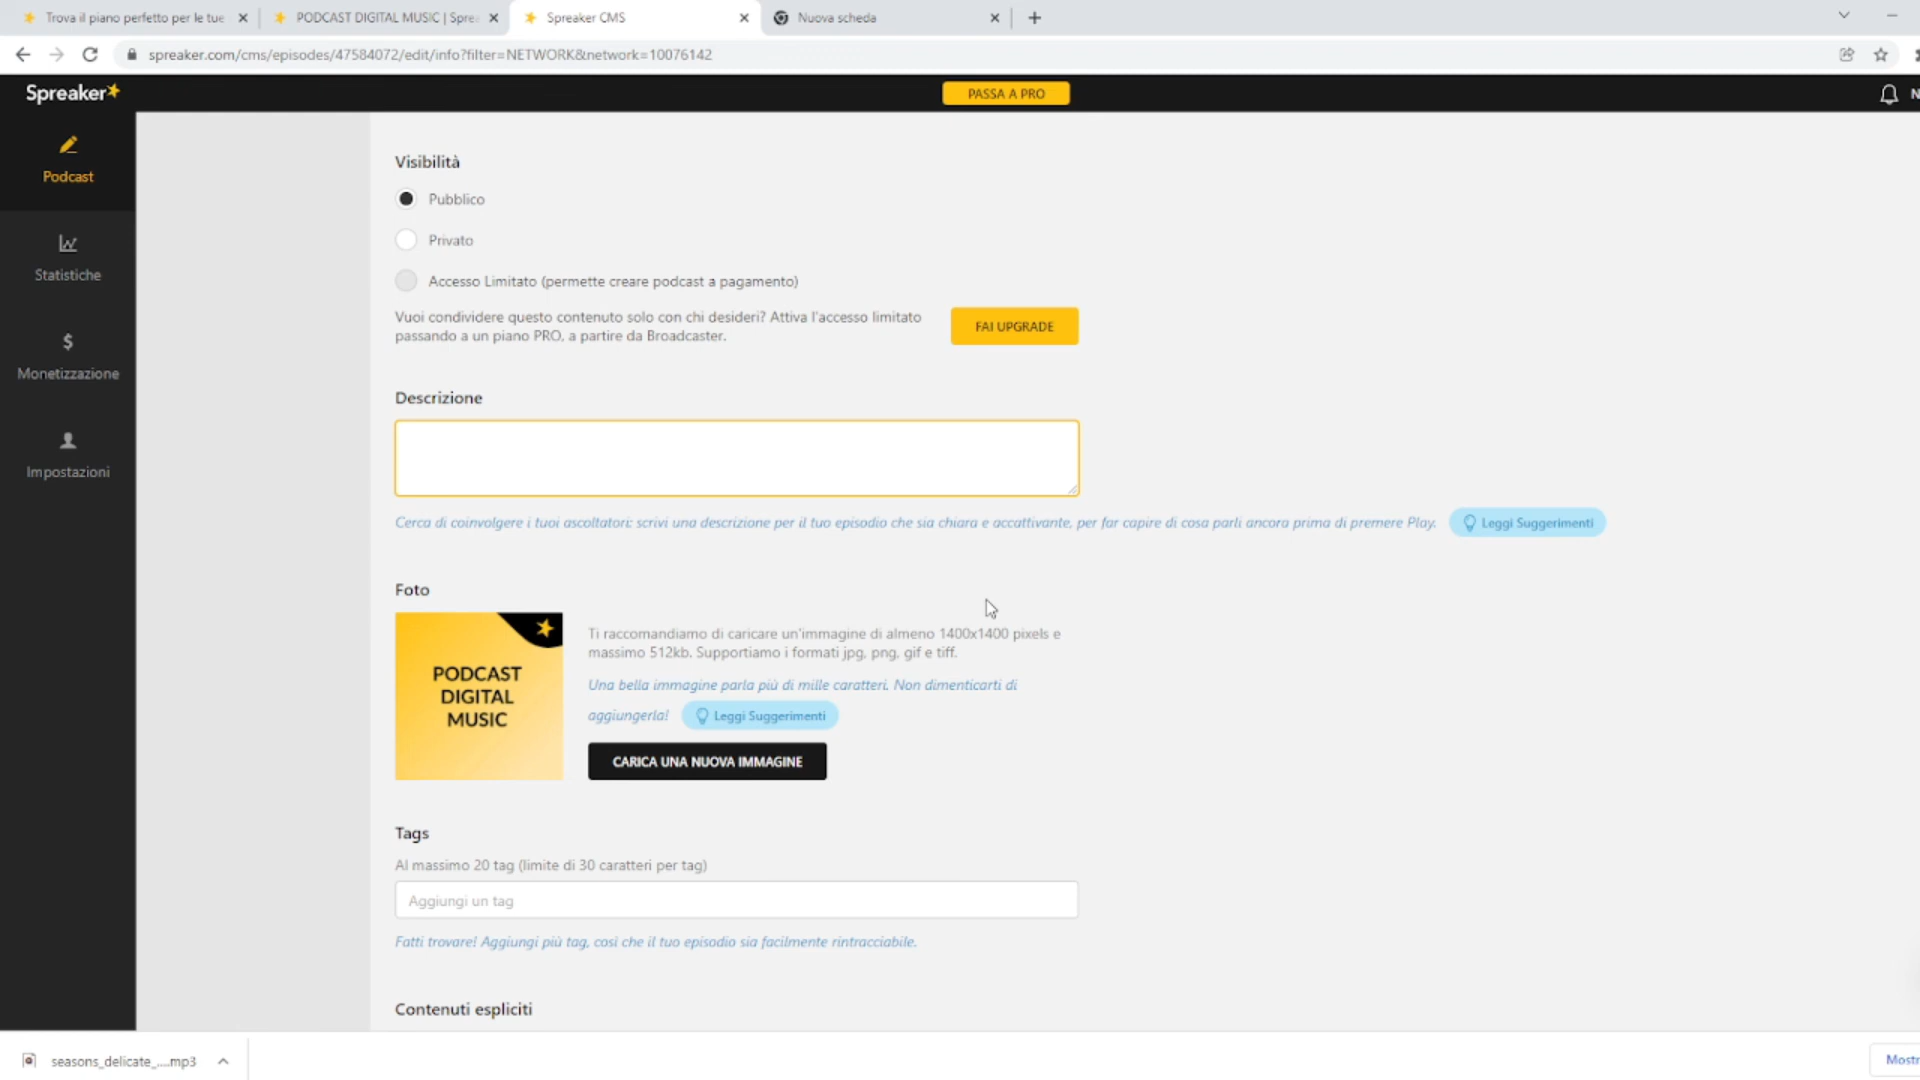 Trova il piano perfetto per le tue
PODCAST DIGITAL MUSIC | Sprea
Spreaker CMS
Nuova scheda
spreaker.com/cms/episodes/47584072/edit/info?filter=NETWORK&network=10076142
Spreaker
PASSA A PRO
N
Podcast
Statistiche
Monetizzazione
Impostazioni
Visibilità
Pubblico
Privato
Accesso Limitato (permette creare podcast a pagamento)
Vuoi condividere questo contenuto solo con chi desideri? Attiva l'accesso limitato
passando a un piano PRO, a partire da Broadcaster.
FAI UPGRADE
Descrizione
Cerca di coinvolgere i tuoi ascoltatori: scrivi una descrizione per il tuo episodio che sia chiara e accattivante, per far capire di cosa parli ancora prima di premere Play.
Leggi Suggerimenti
Foto
PODCAST
DIGITAL
MUSIC
Ti raccomandiamo di caricare un'immagine di almeno 1400x1400 pixels e
massimo 512kb. Supportiamo i formati jpg, png, gif e tiff.
Una bella immagine parla più di mille caratteri. Non dimenticarti di
aggiungerla!
Leggi Suggerimenti
CARICA UNA NUOVA IMMAGINE
Tags
Al massimo 20 tag (limite di 30 caratteri per tag)
Aggiungi un tag
Fatti trovare! Aggiungi più tag, così che il tuo episodio sia facilmente rintracciabile.
Contenuti espliciti
seasons_delicate_....mp3
Mostr